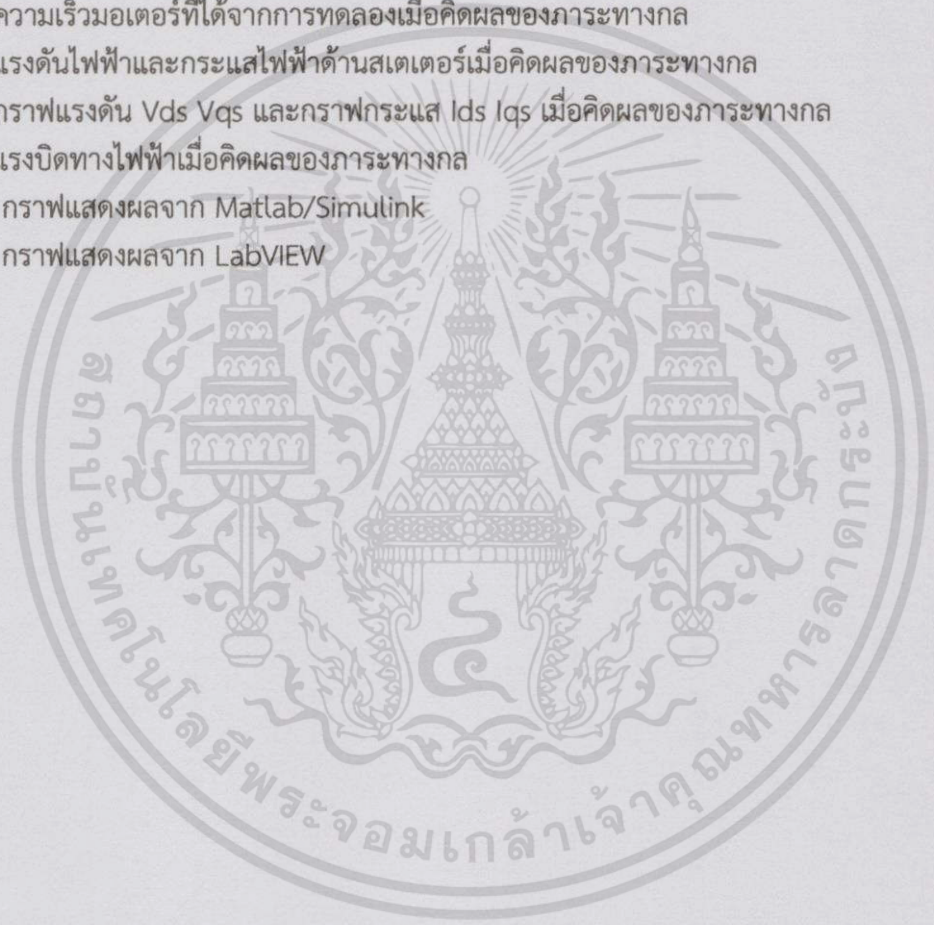 ความเร็วมอเตอร์ที่ได้จากการทดลองเมื่อคิดผลของภาระทางกล
แรงดันไฟฟ้าและกระแสไฟฟ้าด้านสเตเตอร์เมื่อคิดผลของภาระทางกล
กราฟแรงดัน Vds Vqs และกราฟกระแส Ids Iqs เมื่อคิดผลของภาระทางกล
แรงบิดทางไฟฟ้าเมื่อคิดผลของภาระทางกล
กราฟแสดงผลจาก Matlab/Simulink
กราฟแสดงผลจาก LabVIEW
สถาบันเทคโนโลยีพระจอมเกล้าเจ้าคุณทหารลาดกระบัง